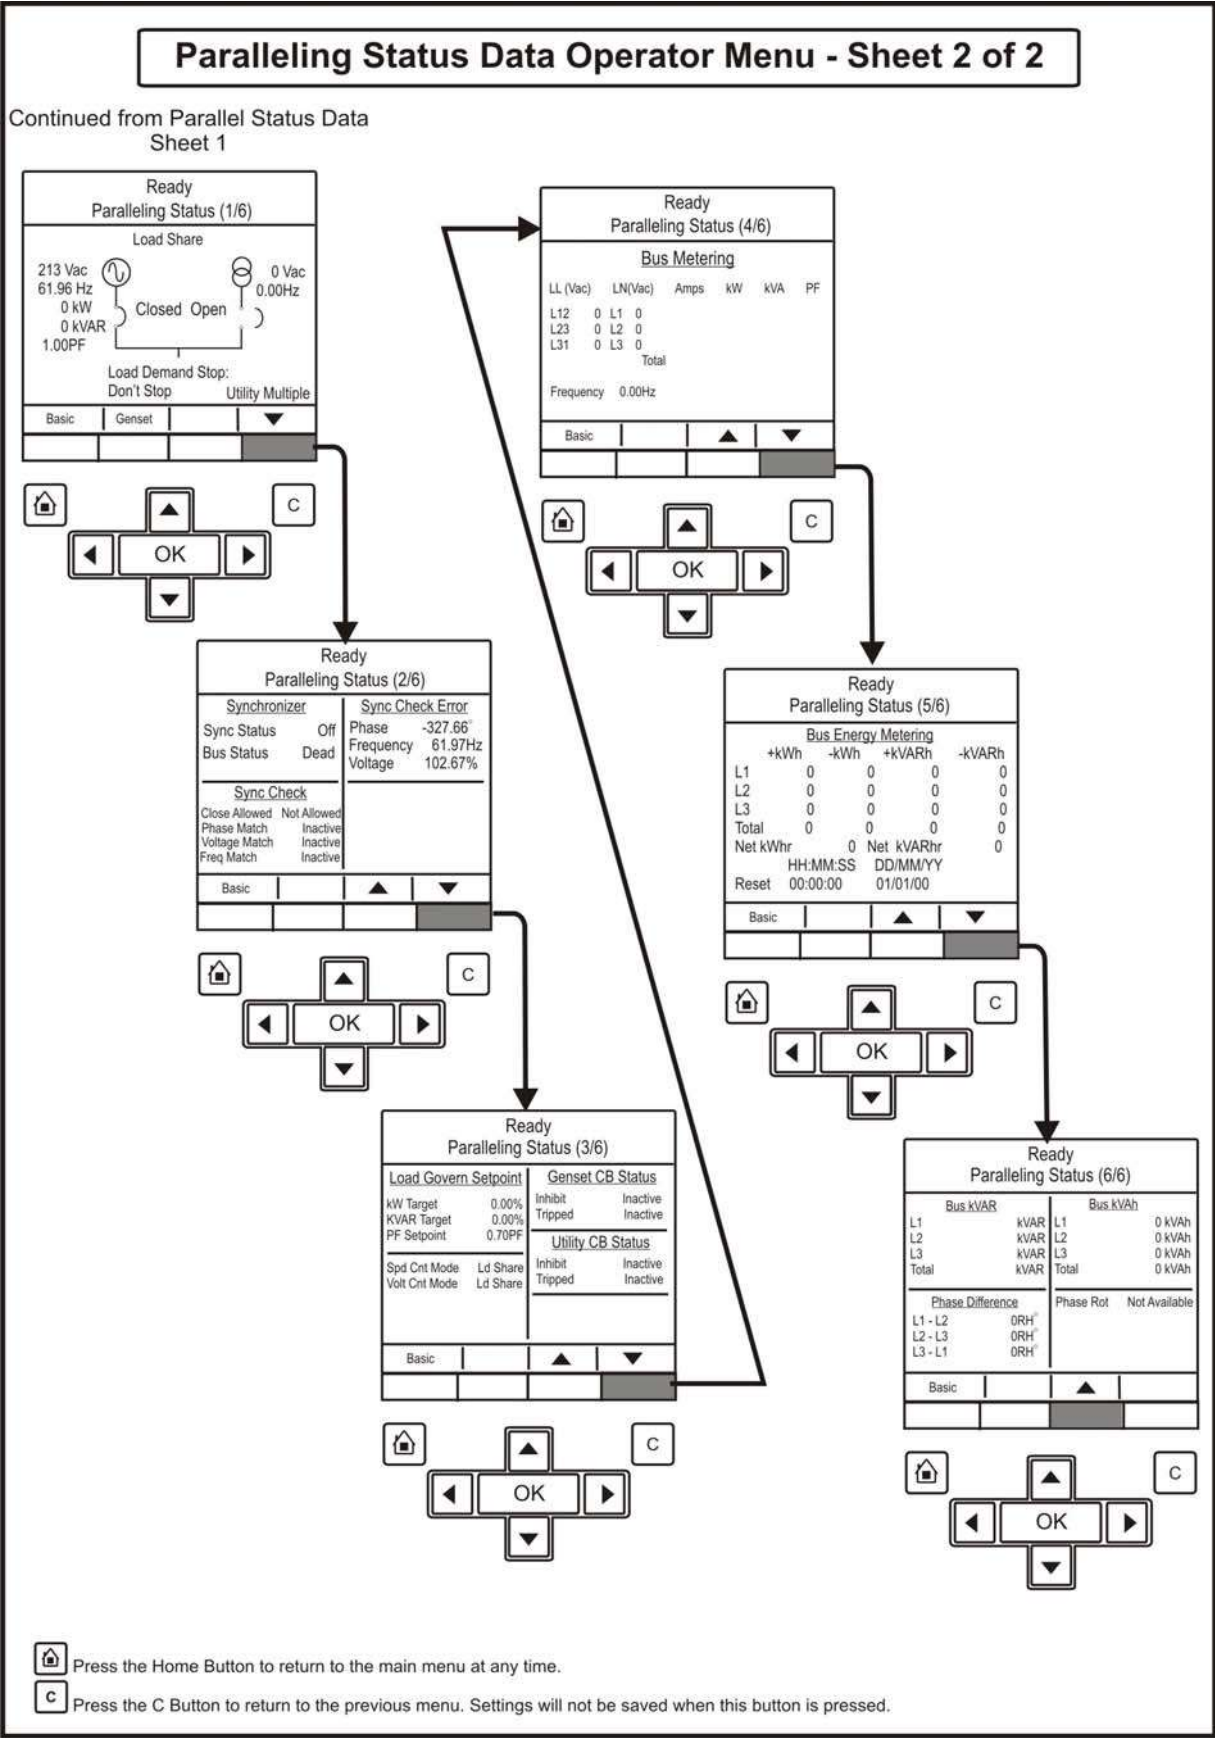 Paralleling Status Data Operator Menu - Sheet 2 of 2
Continued from Parallel Status Data
Sheet 1
Ready
Paralleling Status (1/6)
Load Share
213 Vac 0 Vac
61.96 Hz 0.00Hz
0 kW Closed Open
0 kVAR
1.00PF
Load Demand Stop:
Don't Stop Utility Multiple
Basic Genset
C
OK
Ready
Paralleling Status (2/6)
Synchronizer
Sync Status Off
Bus Status Dead
Sync Check
Close Allowed Not Allowed
Phase Match Inactive
Voltage Match Inactive
Freq Match Inactive
Sync Check Error
Phase -327.66°
Frequency 61.97Hz
Voltage 102.67%
Basic
C
OK
Ready
Paralleling Status (3/6)
Load Govern Setpoint
kW Target 0.00%
KVAR Target 0.00%
PF Setpoint 0.70PF
Spd Cnt Mode Ld Share
Volt Cnt Mode Ld Share
Genset CB Status
Inhibit Inactive
Tripped Inactive
Utility CB Status
Inhibit Inactive
Tripped Inactive
Basic
C
OK
Ready
Paralleling Status (4/6)
Bus Metering
LL (Vac) LN(Vac) Amps kW kVA PF
L12 0 L1 0
L23 0 L2 0
L31 0 L3 0
Total
Frequency 0.00Hz
Basic
C
OK
Ready
Paralleling Status (5/6)
Bus Energy Metering
+kWh -kWh +kVARh -kVARh
L1 0 0 0 0
L2 0 0 0 0
L3 0 0 0 0
Total 0 0 0 0
Net kWhr 0 Net kVARhr 0
HH:MM:SS DD/MM/YY
Reset 00:00:00 01/01/00
Basic
C
OK
Ready
Paralleling Status (6/6)
Bus kVAR
L1 kVAR
L2 kVAR
L3 kVAR
Total kVAR
Bus kVAh
L1 0 kVAh
L2 0 kVAh
L3 0 kVAh
Total 0 kVAh
Phase Difference
L1 - L2 0RH°
L2 - L3 0RH°
L3 - L1 0RH°
Phase Rot Not Available
Basic
C
OK
Press the Home Button to return to the main menu at any time.
C Press the C Button to return to the previous menu. Settings will not be saved when this button is pressed.